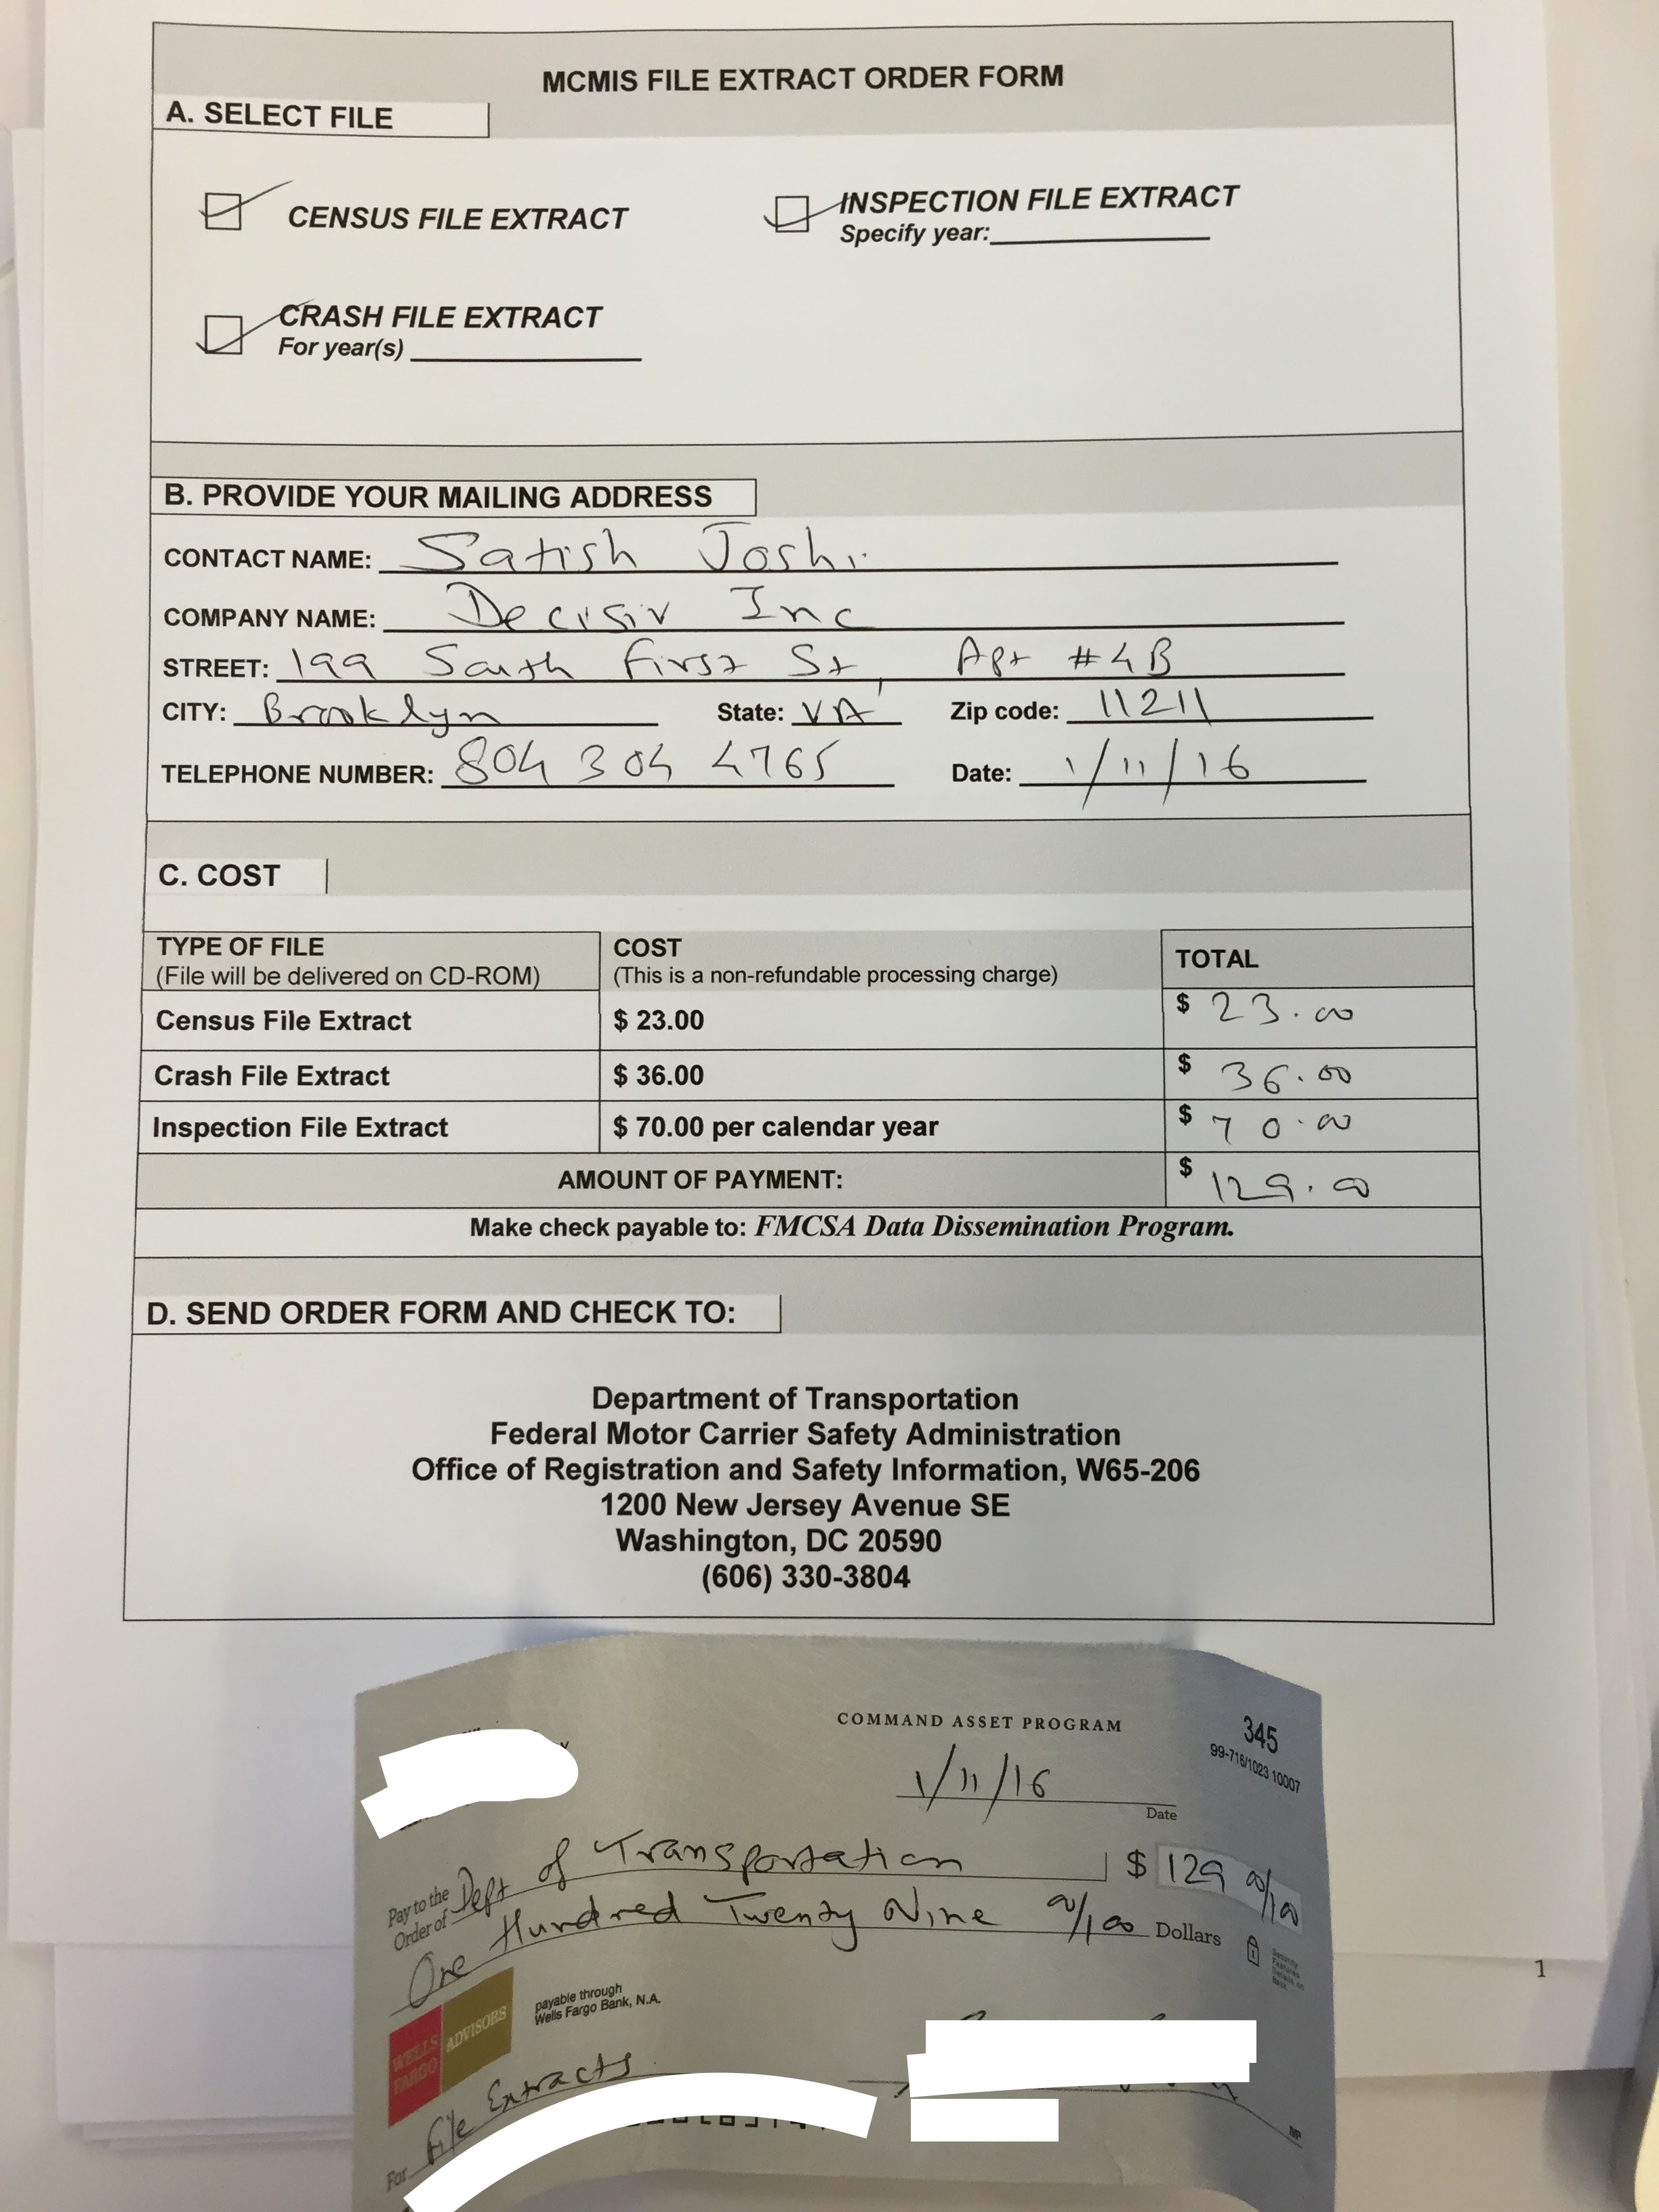 MCMIS FILE EXTRACT ORDER FORM
A. SELECT FILE
CENSUS FILE EXTRACT
INSPECTION FILE EXTRACT
Specify year:
CRASH FILE EXTRACT
For year(s)
B. PROVIDE YOUR MAILING ADDRESS
CONTACT NAME: Satish Joshi
COMPANY NAME: Decisiv Inc
STREET: 199 South First St, Apt #4B
CITY: Brooklyn State: VA Zip code: 11211
TELEPHONE NUMBER: 804 304 4765 Date: 1/11/16
C. COST
TYPE OF FILE COST TOTAL
(File will be delivered on CD-ROM) (This is a non-refundable processing charge)
Census File Extract $ 23.00 $ 23.00
Crash File Extract $ 36.00 $ 36.00
Inspection File Extract $ 70.00 per calendar year $ 70.00
AMOUNT OF PAYMENT: $ 129.00
Make check payable to: FMCSA Data Dissemination Program.
D. SEND ORDER FORM AND CHECK TO:
Department of Transportation
Federal Motor Carrier Safety Administration
Office of Registration and Safety Information, W65-206
1200 New Jersey Avenue SE
Washington, DC 20590
(606) 330-3804
COMMAND ASSET PROGRAM 345
99-716/1023 10007
1/11/16
Date
Pay to the
Order of Dept of Transportation $ 129 00/100
One Hundred Twenty Nine 00/100 Dollars
Security
Features
Details on
Back.
1
WELLS
FARGO
ADVISORS
payable through
Wells Fargo Bank, N.A.
For File Extracts
MP